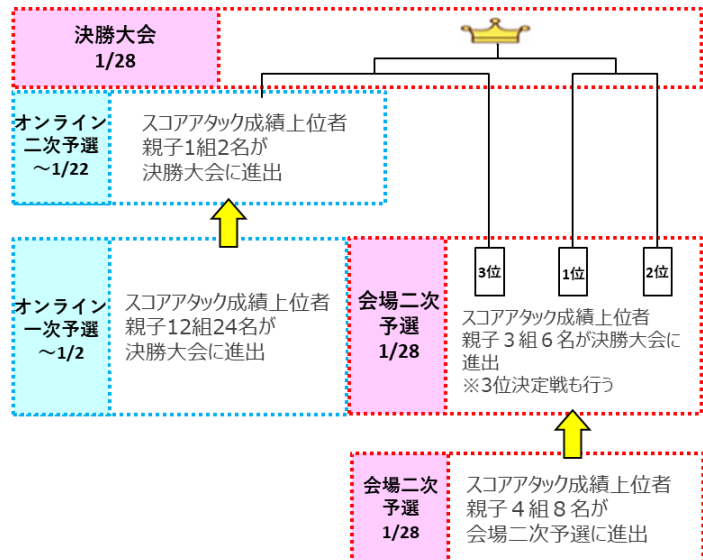 決勝大会
1/28
オンライン
二次予選
～1/22
スコアアタック成績上位者
親子1組2名が
決勝大会に進出
オンライン
一次予選
～1/2
スコアアタック成績上位者
親子12組24名が
決勝大会に進出
会場二次
予選
1/28
3位
1位
2位
スコアアタック成績上位者
親子３組６名が決勝大会に
進出
※3位決定戦も行う
会場二次
予選
1/28
スコアアタック成績上位者
親子４組８名が
会場二次予選に進出